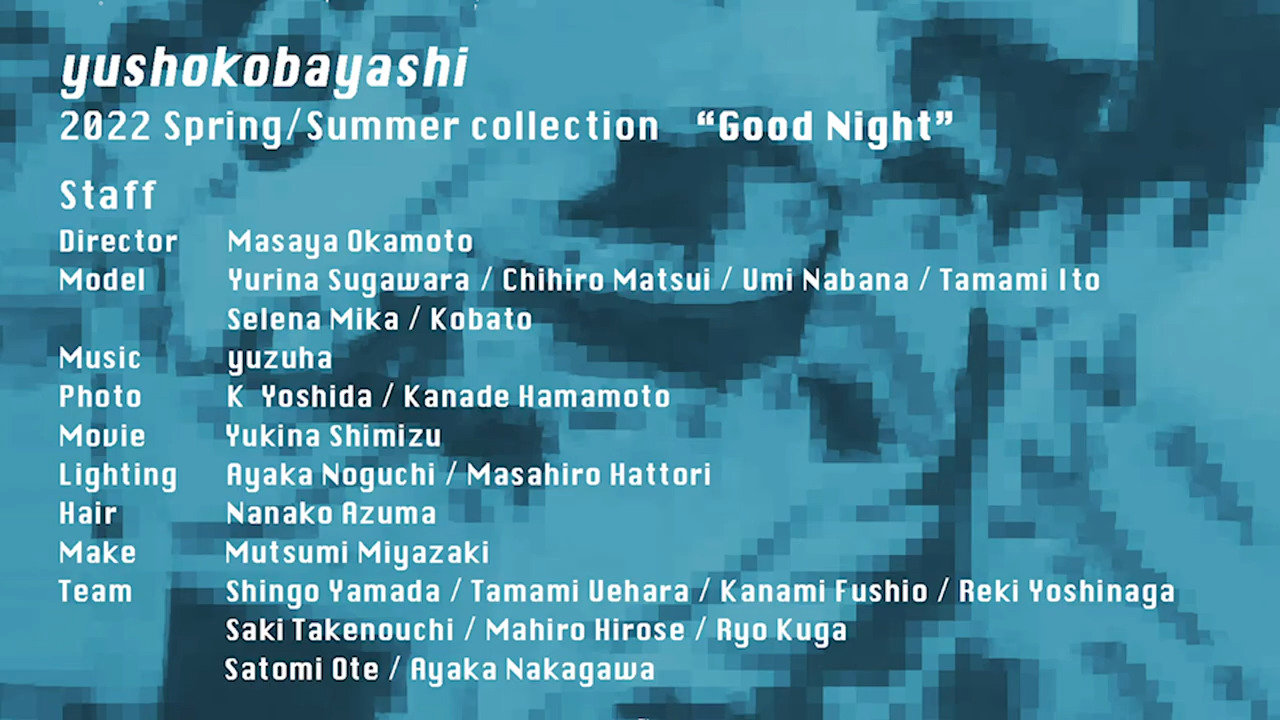 yushokobayashi
2022 Spring/Summer collection “Good Night”
Staff
Director Masaya Okamoto
Model Yurina Sugawara / Chihiro Matsui / Umi Nabana / Tamami Ito
Selena Mika / Kobato
Music yuzuha
Photo K Yoshida / Kanade Hamamoto
Movie Yukina Shimizu
Lighting Ayaka Noguchi / Masahiro Hattori
Hair Nanako Azuma
Make Mutsumi Miyazaki
Team Shingo Yamada / Tamami Uehara / Kanami Fushio / Reki Yoshinaga
Saki Takenouchi / Mahiro Hirose / Ryo Kuga
Satomi Ote / Ayaka Nakagawa